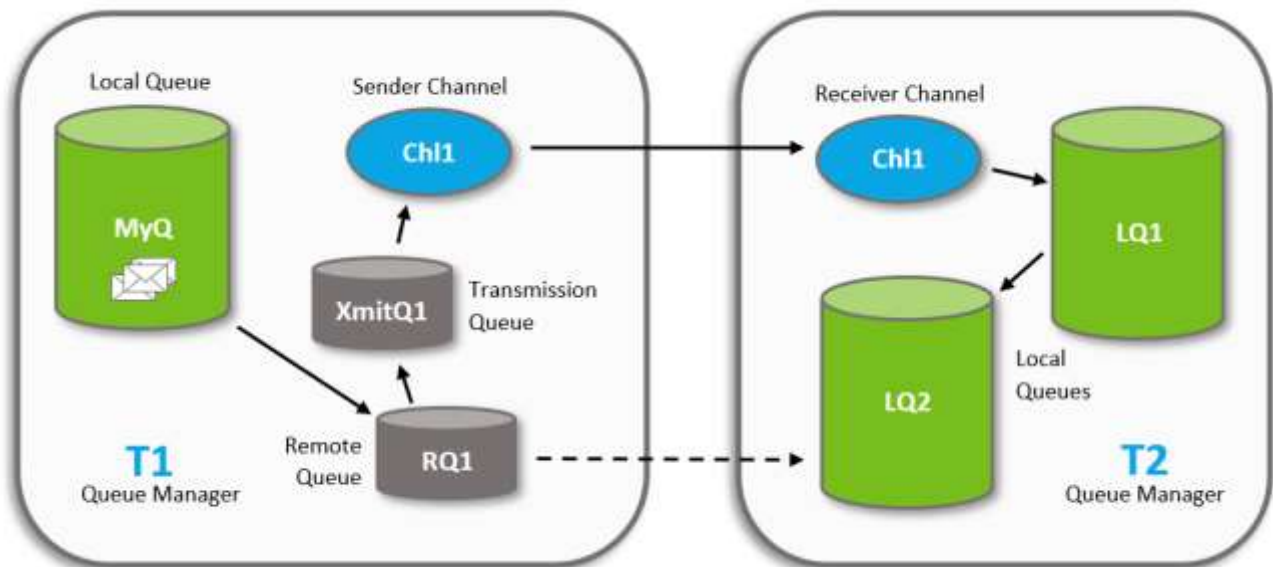 Local Queue
MyQ
Sender Channel
Chl1
XmitQ1
Transmission
Queue
Remote
Queue
RQ1
T1
Queue Manager
Receiver Channel
Chl1
LQ1
LQ2
Local
Queues
T2
Queue Manager